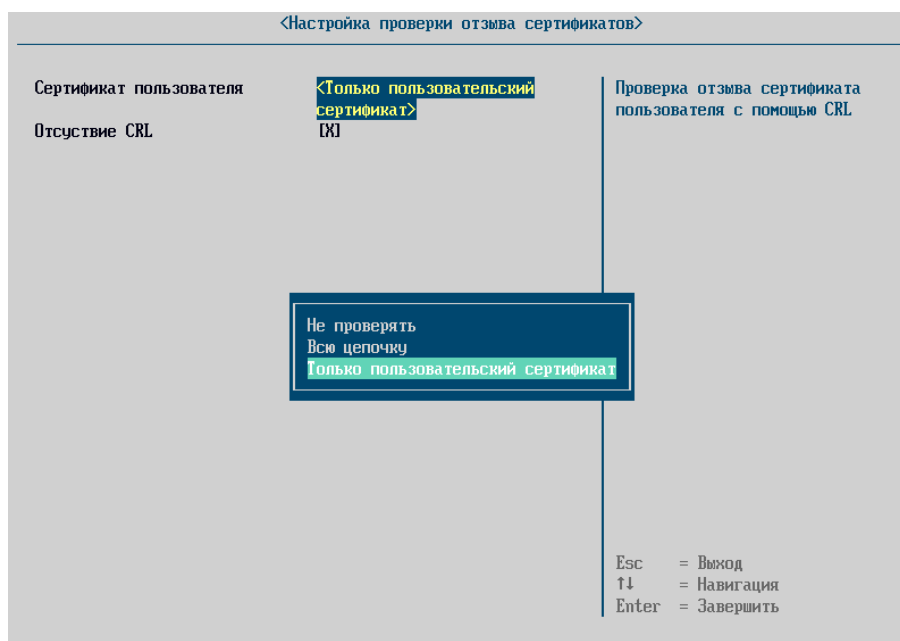 <Настройка проверки отзыва сертификатов>
Сертификат пользователя
<Только пользовательский
сертификат>
Отсуствие CRL
[X]
Проверка отзыва сертификата
пользователя с помощью CRL
Не проверять
Всю цепочку
Только пользовательский сертификат
Esc = Выход
↑↓ = Навигация
Enter = Завершить